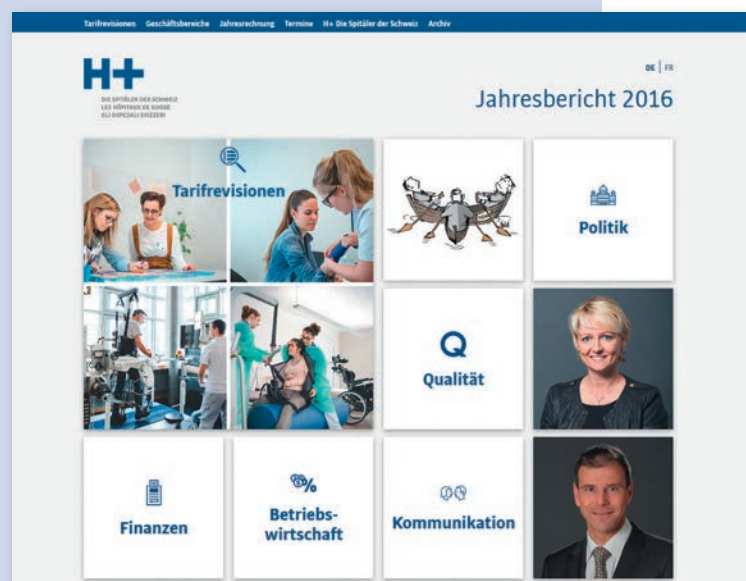 Tarifrevisionen Geschäftsbereiche Jahresrechnung Termine H+ Die Spitäler der Schweiz Archiv
H+
DIE SPITÄLER DER SCHWEIZ
LES HÔPITAUX DE SUISSE
GLI OSPEDALI SVIZZERI
DE | FR
Jahresbericht 2016
Tarifrevisionen
Politik
Q
Qualität
Finanzen
%
Betriebs-
wirtschaft
Kommunikation